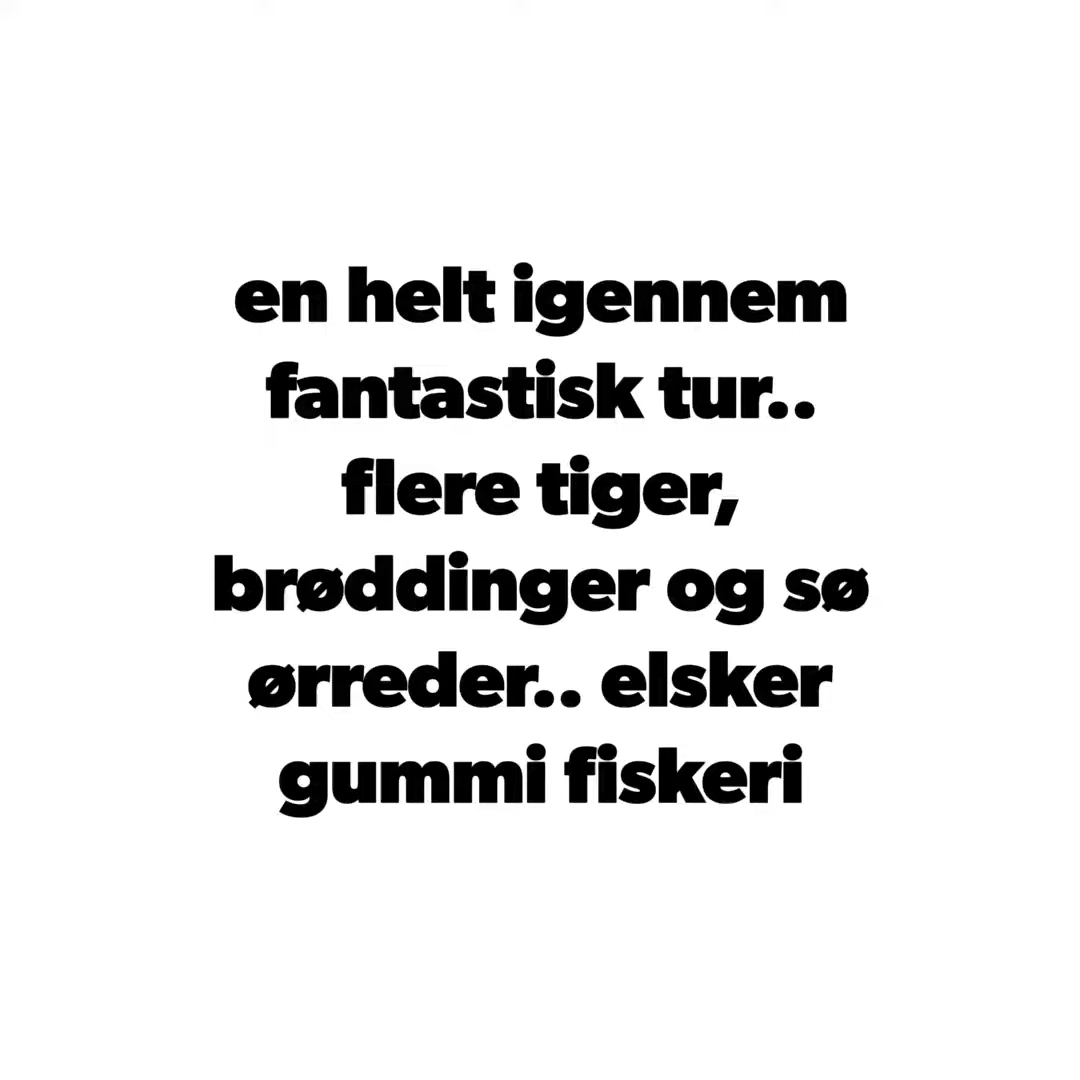 en helt igennem
fantastisk tur..
flere tiger,
brøddinger og sø
ørreder.. elsker
gummi fiskeri